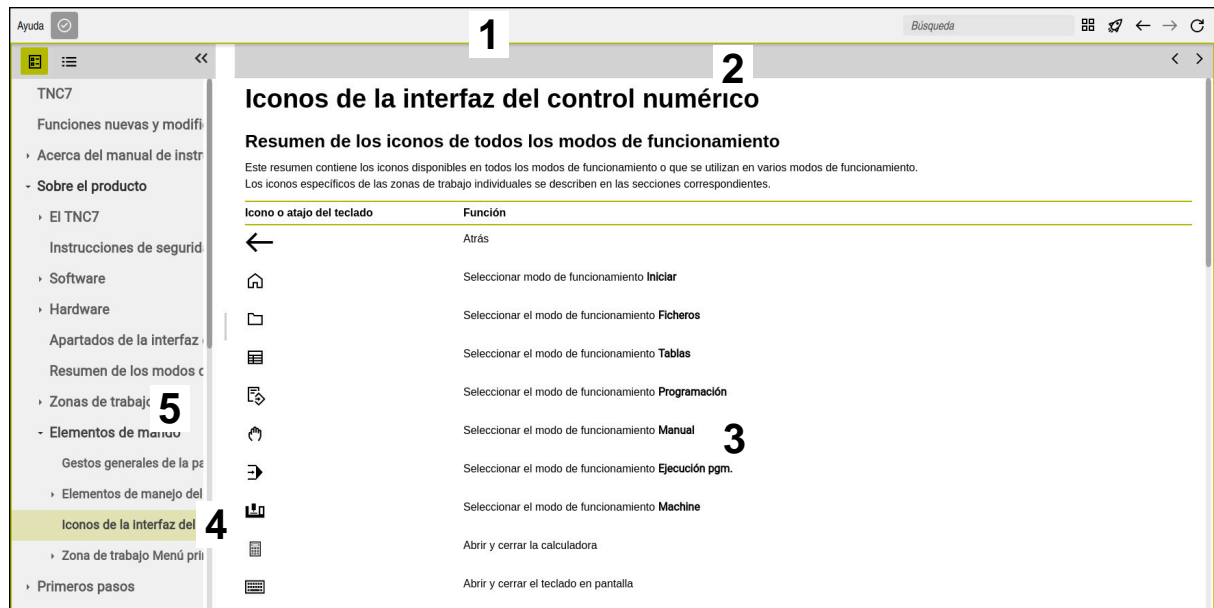 Ayuda
1
Búsqueda
2
TNC7
Funciones nuevas y modifi
Acerca del manual de instr
Sobre el producto
El TNC7
Instrucciones de segurid
Software
Hardware
Apartados de la interfaz
Resumen de los modos
Zonas de trabajo
5
Elementos de mando
Gestos generales de la pa
Elementos de manejo del
Iconos de la interfaz del
4
Zona de trabajo Menú pri
Primeros pasos
Iconos de la interfaz del control numérico
Resumen de los iconos de todos los modos de funcionamiento
Este resumen contiene los iconos disponibles en todos los modos de funcionamiento o que se utilizan en varios modos de funcionamiento.
Los iconos específicos de las zonas de trabajo individuales se describen en las secciones correspondientes.
Icono o atajo del teclado Función
Atrás
Seleccionar modo de funcionamiento Iniciar
Seleccionar el modo de funcionamiento Ficheros
Seleccionar el modo de funcionamiento Tablas
Seleccionar el modo de funcionamiento Programación
Seleccionar el modo de funcionamiento Manual
3
Seleccionar el modo de funcionamiento Ejecución pgm.
Seleccionar el modo de funcionamiento Machine
Abrir y cerrar la calculadora
Abrir y cerrar el teclado en pantalla